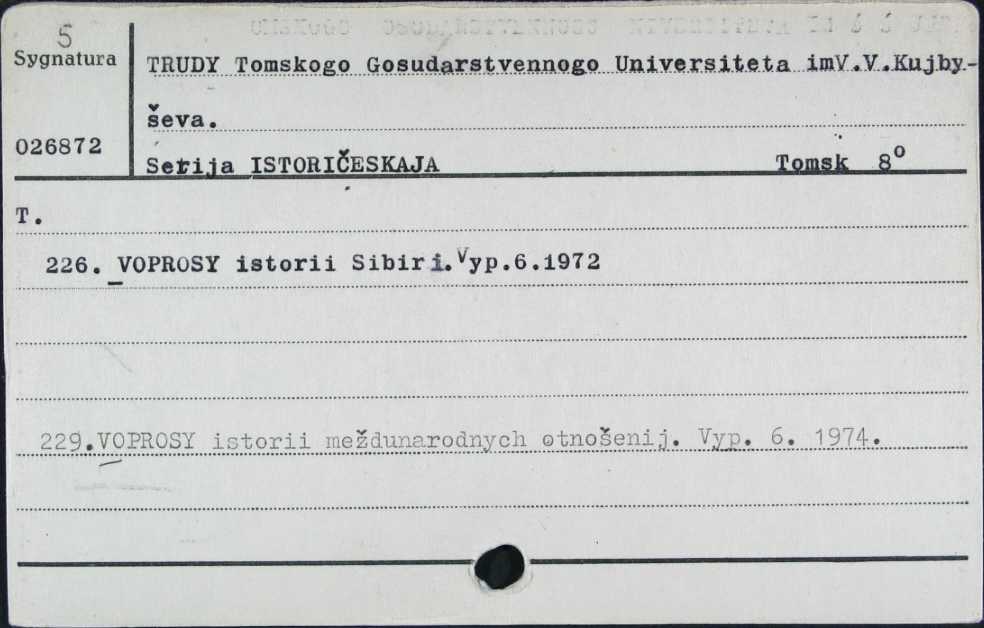 5
Sygnatura
TRUDY Tomskogo Gosudarstvennogo Universiteta imV.V.Kujby-
ševa.
026872
Serija ISTORIČESKAJA Tomsk 8º
T.
226. VOPROSY istorii Sibiri. Vyp.6.1972
229.VOPROSY istorii meždunarodnych otnošenij. Vyp. 6. 1974.